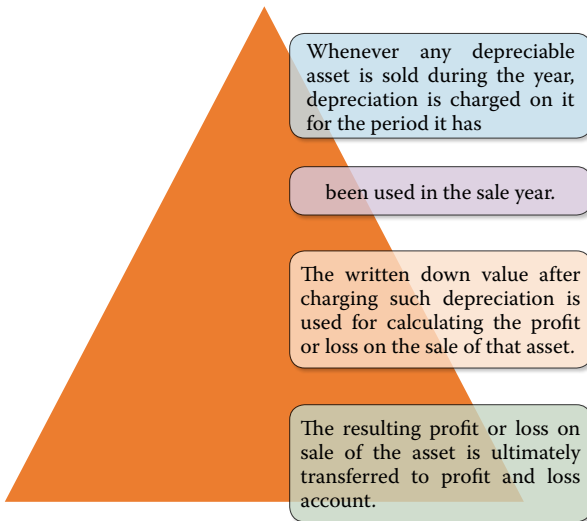 Whenever any depreciable
asset is sold during the year,
depreciation is charged on it
for the period it has
been used in the sale year.
The written down value after
charging such depreciation is
used for calculating the profit
or loss on the sale of that asset.
The resulting profit or loss on
sale of the asset is ultimately
transferred to profit and loss
account.